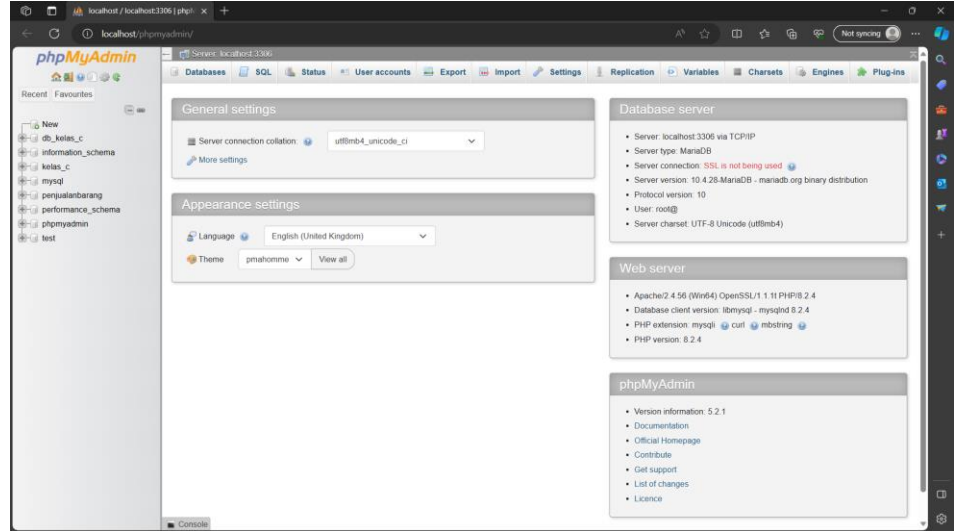 localhost / localhost:3306 | phph
localhost/phpmyadmin/
Not syncing
phpMyAdmin
Recent Favourites
New
db_kelas_c
information_schema
kelas_c
mysql
penjualanbarang
performance_schema
phpmyadmin
test
Server: localhost:3306
Databases SQL Status User accounts Export Import Settings Replication Variables Charsets Engines Plug-ins
General settings
Server connection collation:
utf8mb4_unicode_ci
More settings
Appearance settings
Language
English (United Kingdom)
Theme
pmahomme
View all
Database server
Server: localhost:3306 via TCP/IP
Server type: MariaDB
Server connection: SSL is not being used
Server version: 10.4.28-MariaDB - mariadb.org binary distribution
Protocol version: 10
User: root@
Server charset: UTF-8 Unicode (utf8mb4)
Web server
Apache/2.4.56 (Win64) OpenSSL/1.1.1t PHP/8.2.4
Database client version: libmysql - mysqlnd 8.2.4
PHP extension: mysqli curl mbstring
PHP version: 8.2.4
phpMyAdmin
Version information: 5.2.1
Documentation
Official Homepage
Contribute
Get support
List of changes
Licence
Console